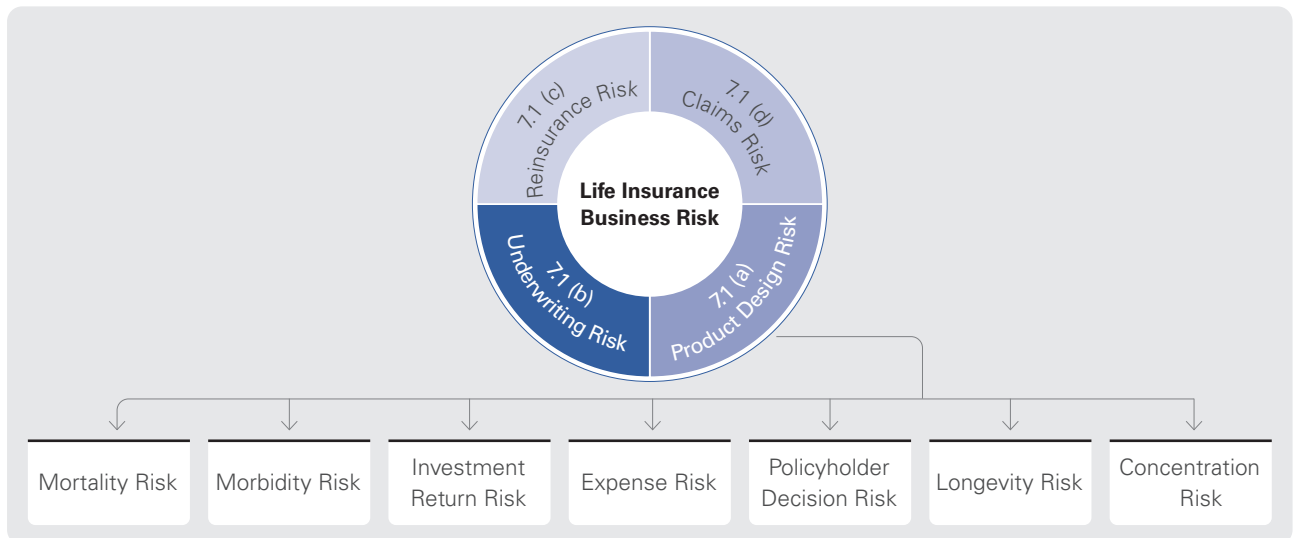 7.1 (c)
Reinsurance Risk
7.1 (d)
Claims Risk
Life Insurance
Business Risk
7.1 (b)
Underwriting Risk
7.1 (a)
Product Design Risk
Mortality Risk
Morbidity Risk
Investment
Return Risk
Expense Risk
Policyholder
Decision Risk
Longevity Risk
Concentration
Risk